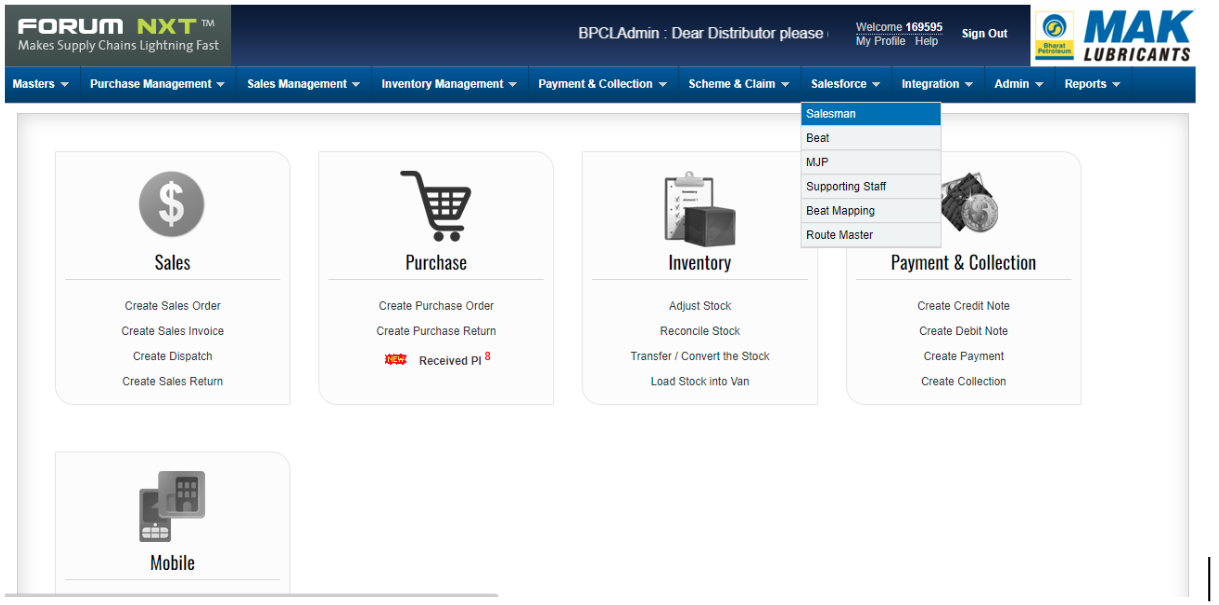 FORUM NXT TM
Makes Supply Chains Lightning Fast
BPCLAdmin : Dear Distributor please
Welcome 169595
My Profile Help
Sign Out
Bharat Petroleum
MAK
LUBRICANTS
Masters Purchase Management Sales Management Inventory Management Payment & Collection Scheme & Claim Salesforce Integration Admin Reports
Salesman
Beat
MJP
Supporting Staff
Beat Mapping
Route Master
Sales
Create Sales Order
Create Sales Invoice
Create Dispatch
Create Sales Return
Purchase
Create Purchase Order
Create Purchase Return
NEW Received PI 8
Inventory
Adjust Stock
Reconcile Stock
Transfer / Convert the Stock
Load Stock into Van
Payment & Collection
Create Credit Note
Create Debit Note
Create Payment
Create Collection
Mobile